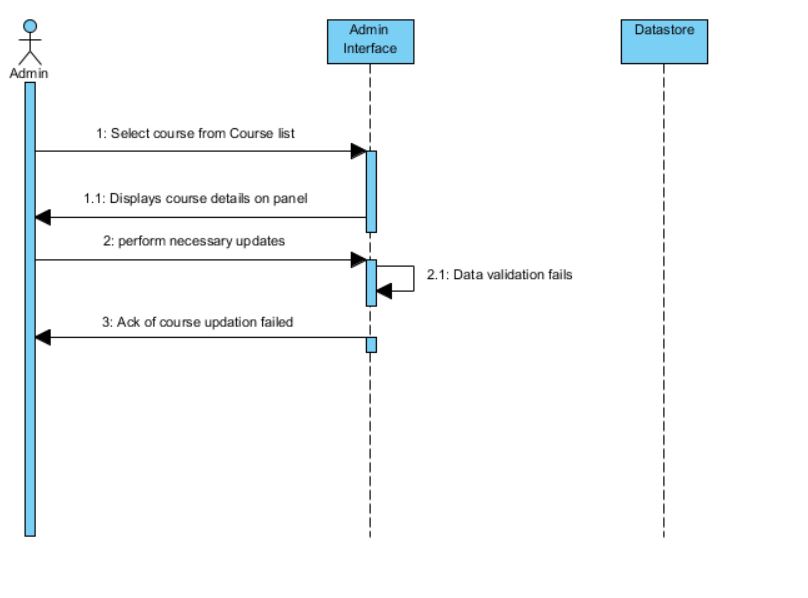 Admin
Interface
Datastore
Admin
1: Select course from Course list
1.1: Displays course details on panel
2: perform necessary updates
2.1: Data validation fails
3: Ack of course updation failed